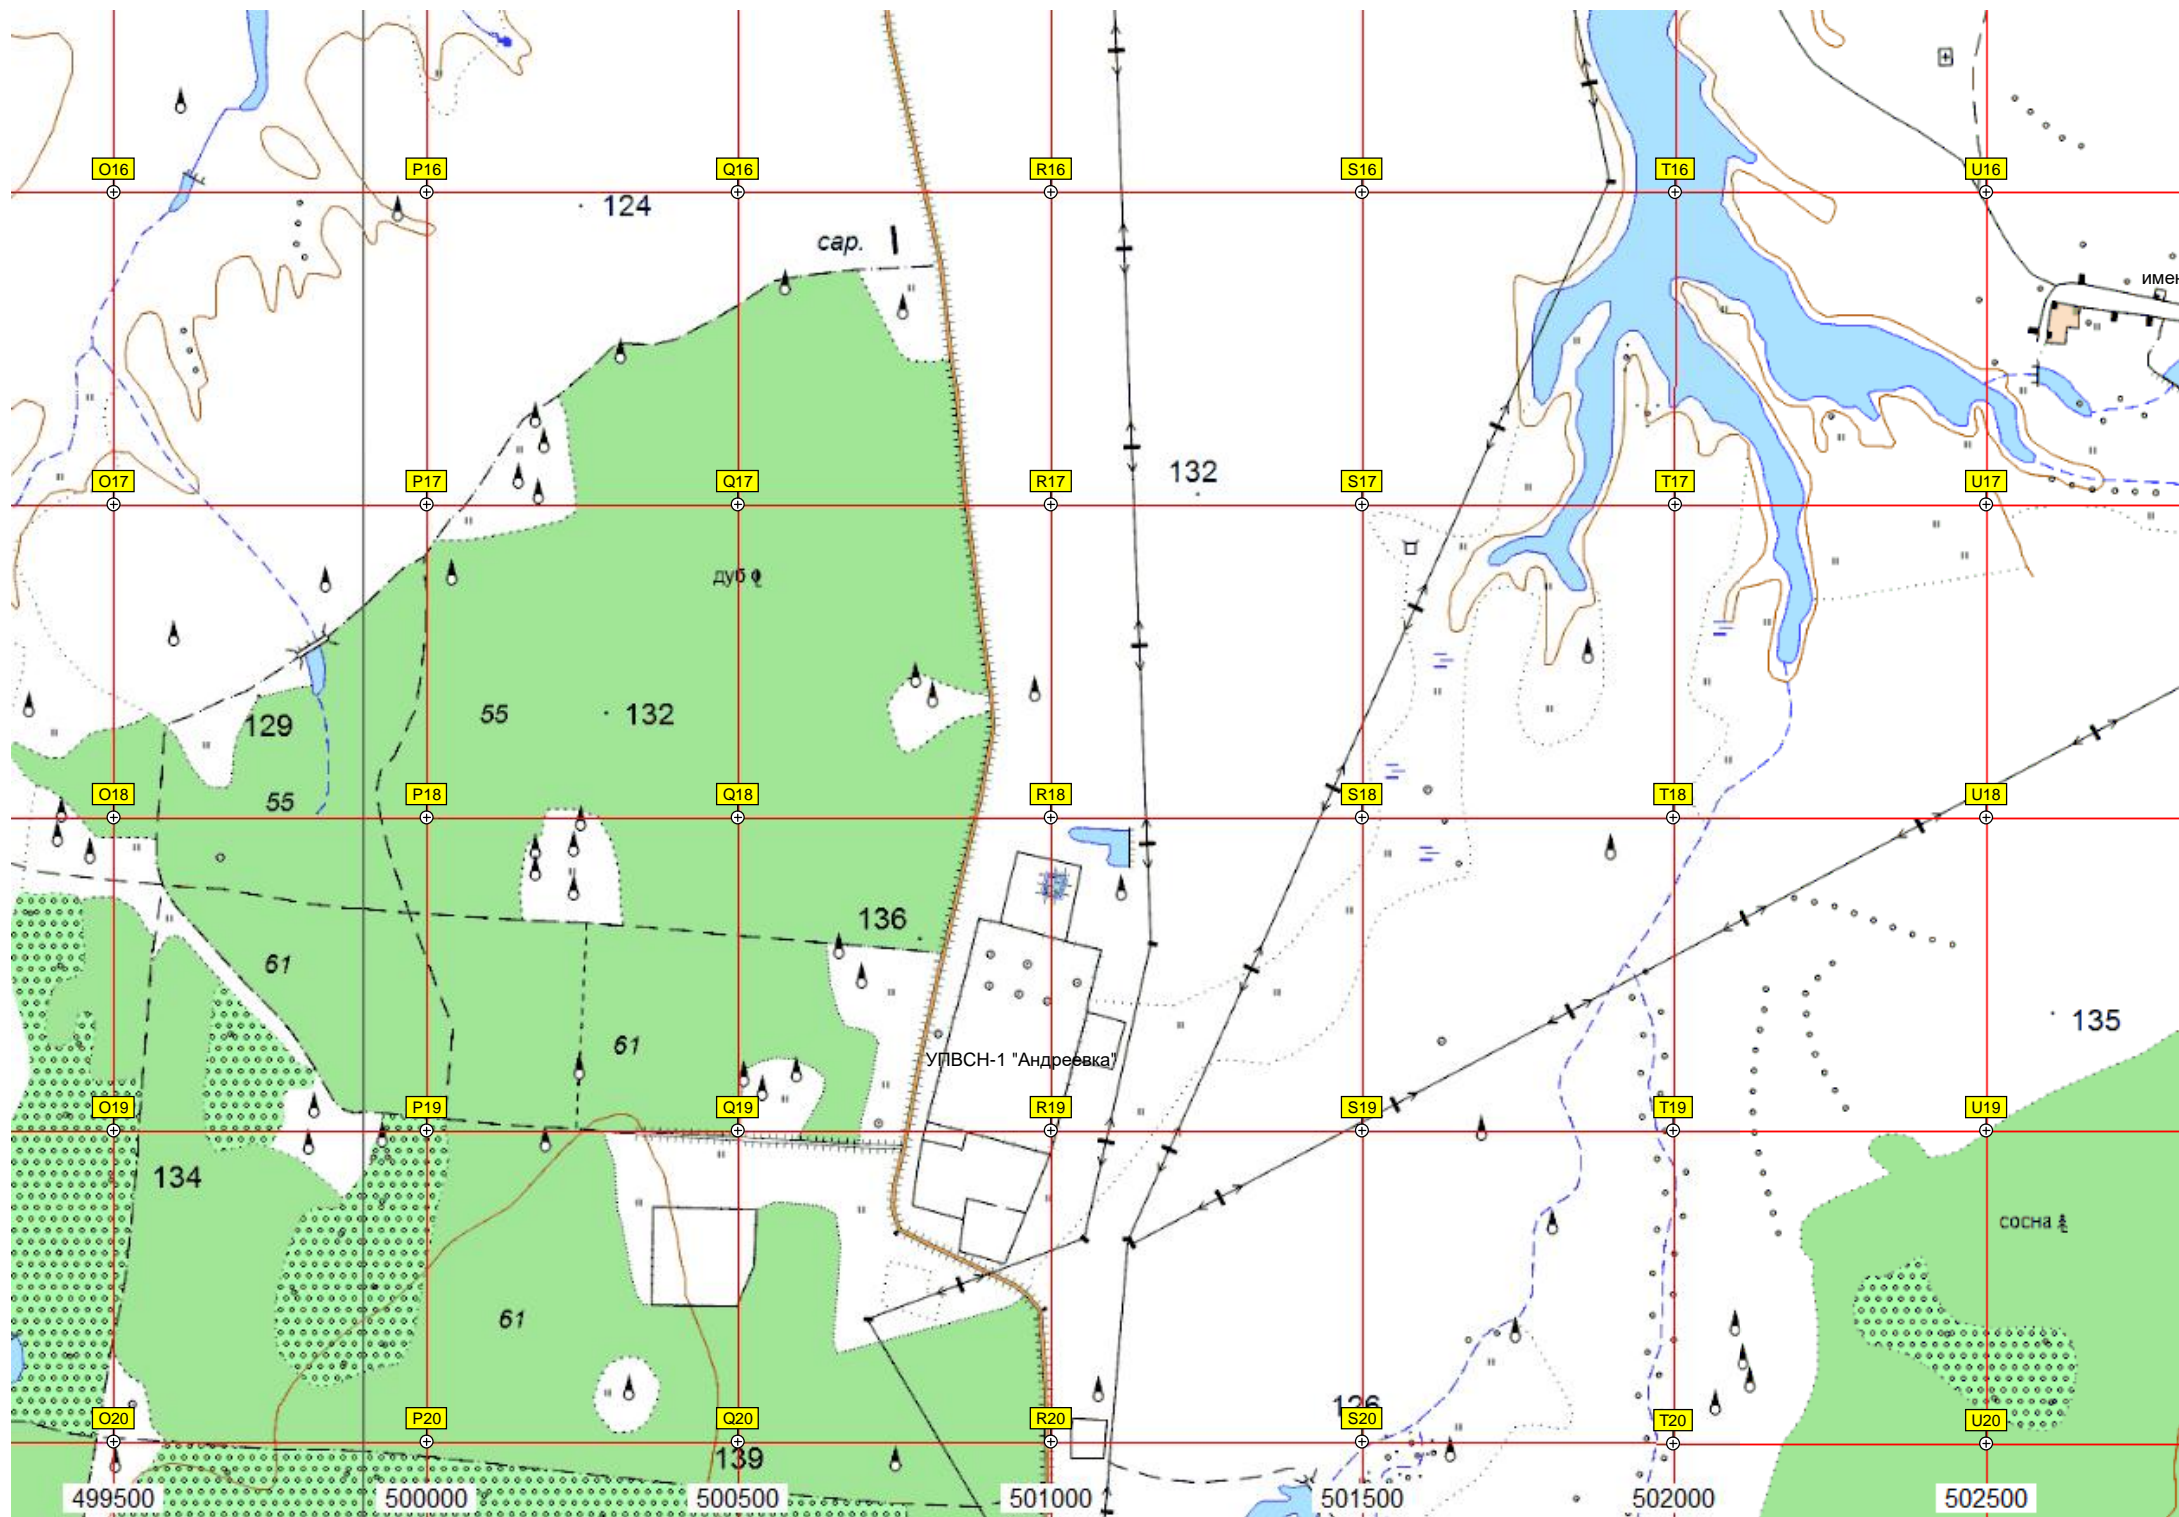 O16 P16 Q16 R16 S16 T16 U16
124
сар.
имен
132
O17 P17 Q17 R17 S17 T17 U17
дуб
55 132
129
55
O18 P18 Q18 R18 S18 T18 U18
136
61
135
61
УПВСН-1 "Андреевка"
O19 P19 Q19 R19 S19 T19 U19
134
сосна
61
126
O20 P20 Q20 R20 S20 T20 U20
139
499500 500000 500500 501000 501500 502000 502500